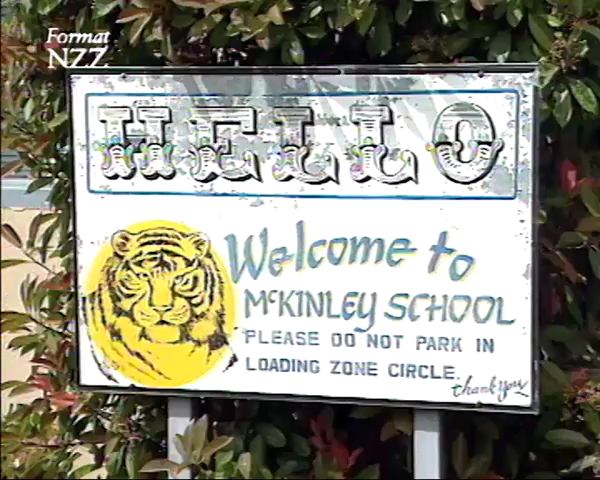 Format
NZZ
HELLO
Welcome to
McKINLEY SCHOOL
PLEASE DO NOT PARK IN
LOADING ZONE CIRCLE.
thank you